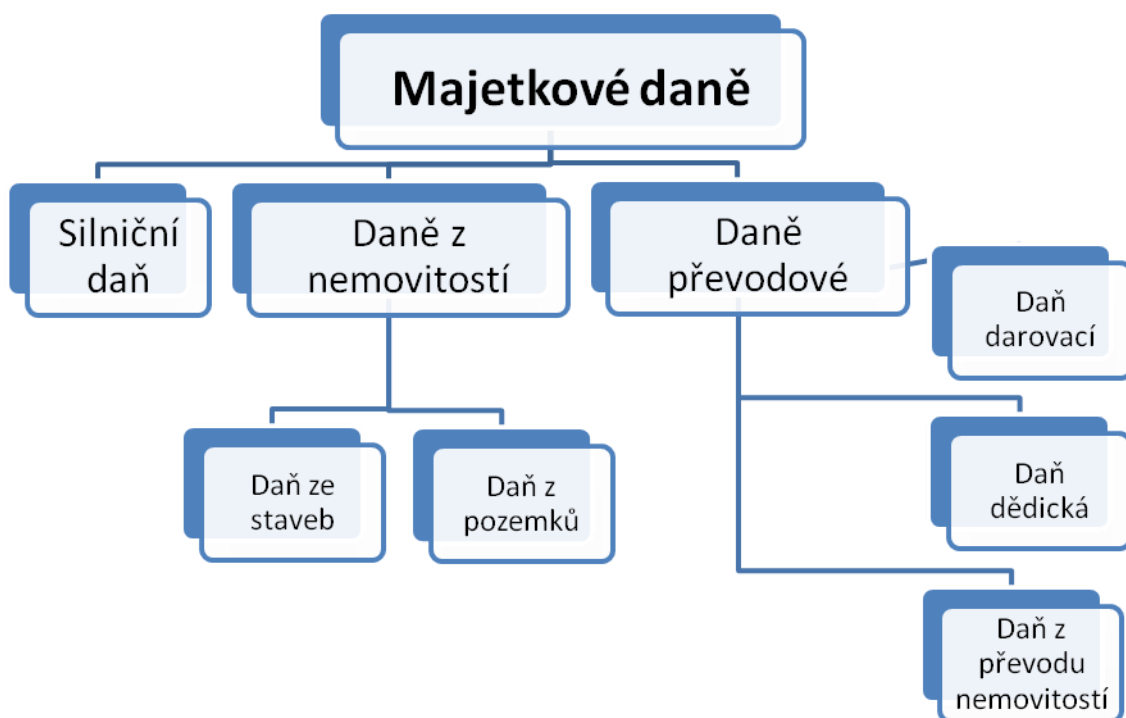 Majetkové daně
Silniční
daň
Daně z
nemovitostí
Daně
převodové
Daň
darovací
Daň ze
staveb
Daň z
pozemků
Daň
dědická
Daň z
převodu
nemovitostí